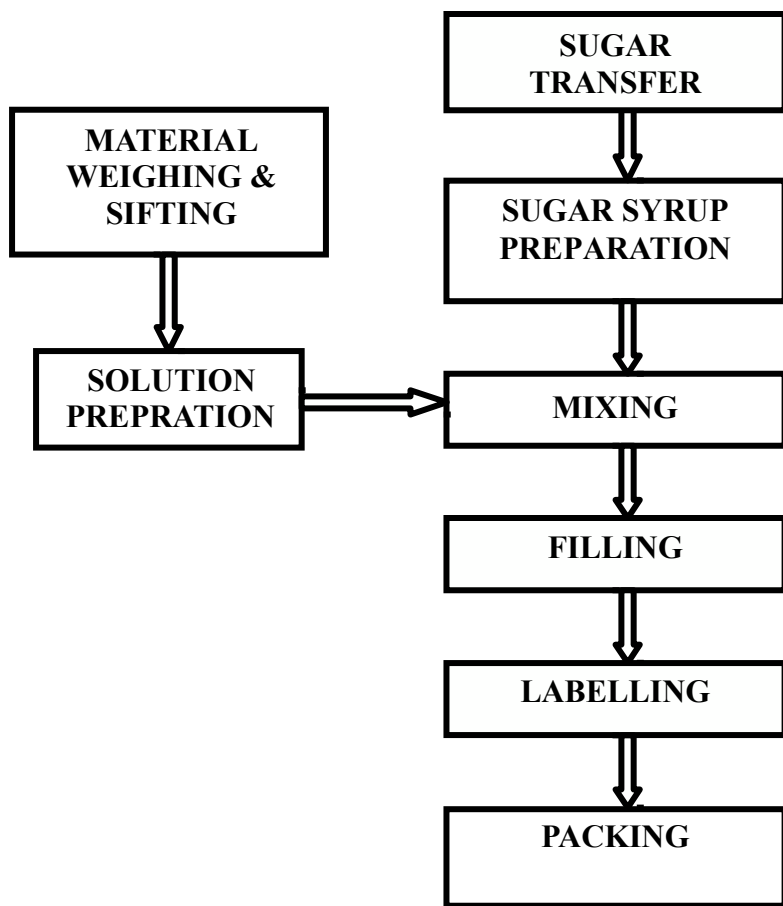 SUGAR
TRANSFER
MATERIAL
WEIGHING &
SIFTING
SUGAR SYRUP
PREPARATION
SOLUTION
PREPRATION
MIXING
FILLING
LABELLING
PACKING